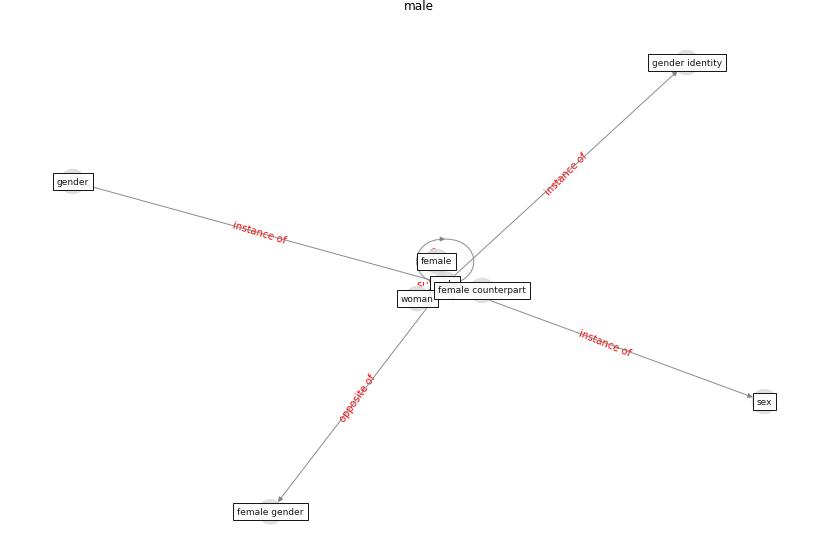 male
gender identity
instance of
gender
instance of
female
woman
female counterpart
instance of
sex
opposite of
female gender